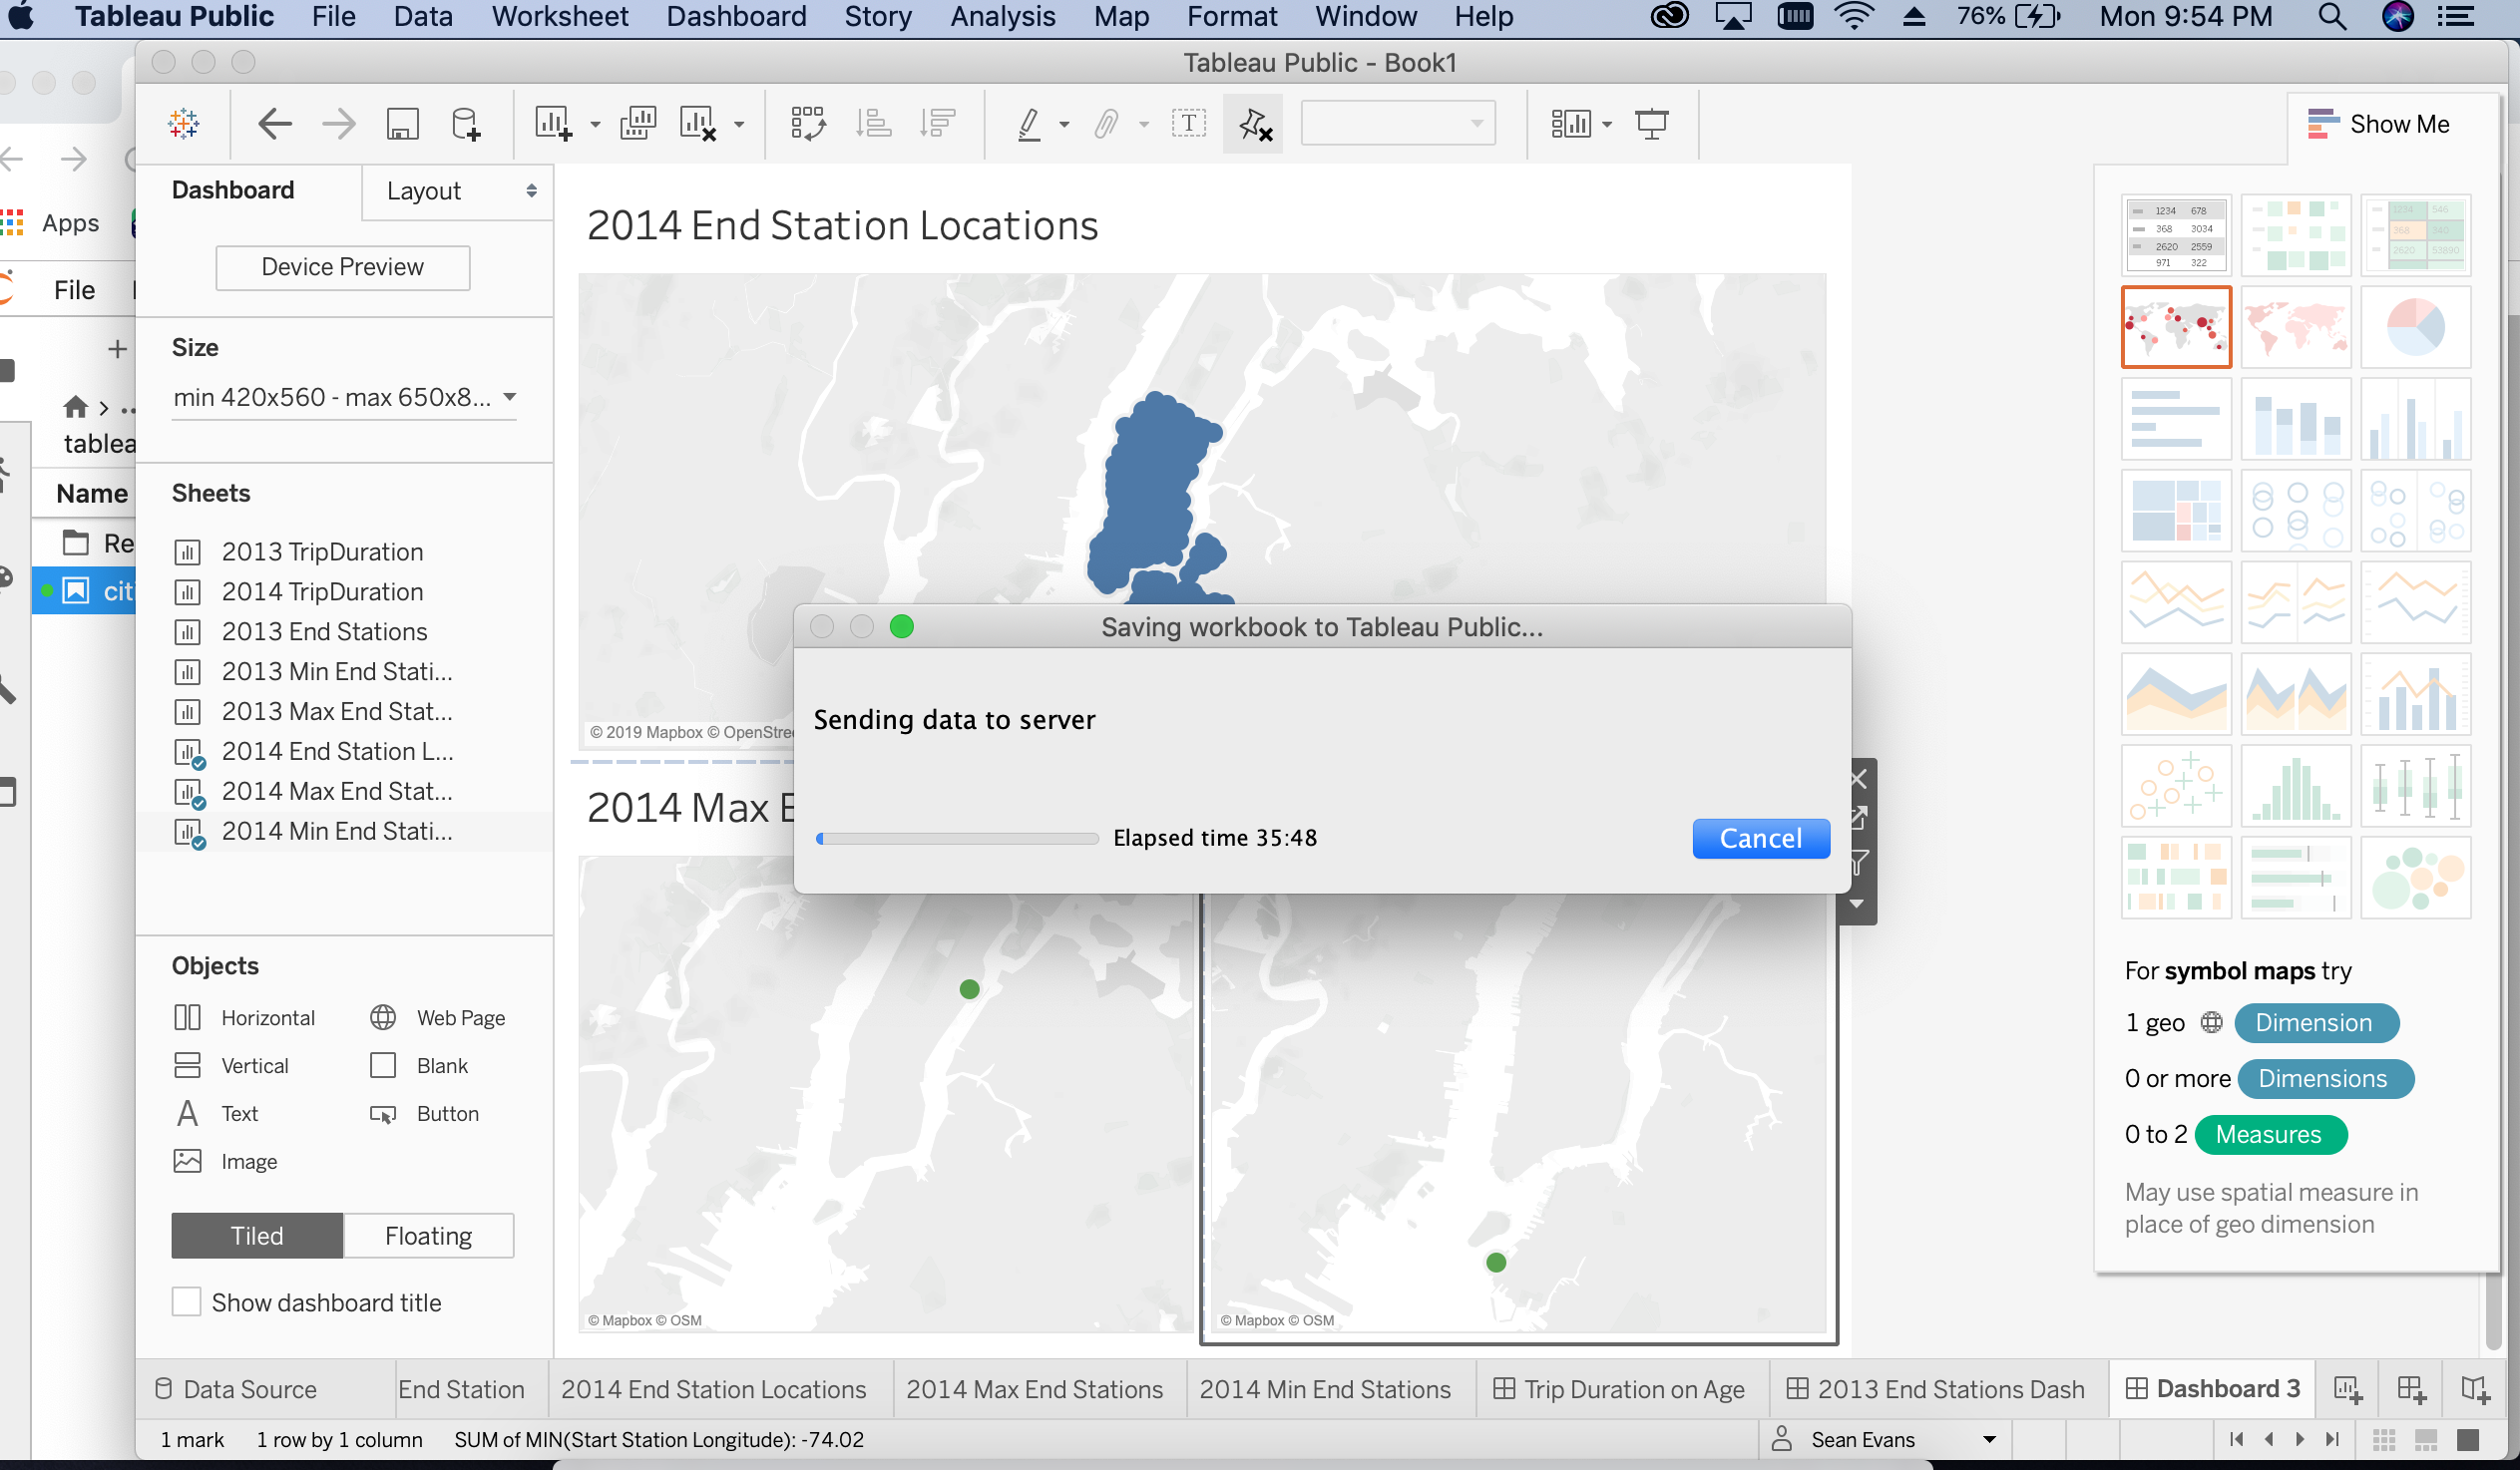 Tableau Public File Data Worksheet Dashboard Story Analysis Map Format Window Help 76% Mon 9:54 PM
Tableau Public - Book1
Show Me
Apps
File
tablea
Name
Re
citi
Dashboard Layout
Device Preview
Size
min 420x560 - max 650x8...
Sheets
2013 TripDuration
2014 TripDuration
2013 End Stations
2013 Min End Stati...
2013 Max End Stat...
2014 End Station L...
2014 Max End Stat...
2014 Min End Stati...
Objects
Horizontal Web Page
Vertical Blank
Text Button
Image
Tiled Floating
Show dashboard title
2014 End Station Locations
© 2019 Mapbox © OpenStree
2014 Max E
Saving workbook to Tableau Public...
Sending data to server
Elapsed time 35:48
Cancel
© Mapbox © OSM
© Mapbox © OSM
1234 678
368 3034
2620 2559
971 322
1234 546
368 340
2620 53890
For symbol maps try
1 geo Dimension
0 or more Dimensions
0 to 2 Measures
May use spatial measure in
place of geo dimension
Data Source End Station 2014 End Station Locations 2014 Max End Stations 2014 Min End Stations Trip Duration on Age 2013 End Stations Dash Dashboard 3
1 mark 1 row by 1 column SUM of MIN(Start Station Longitude): -74.02 Sean Evans